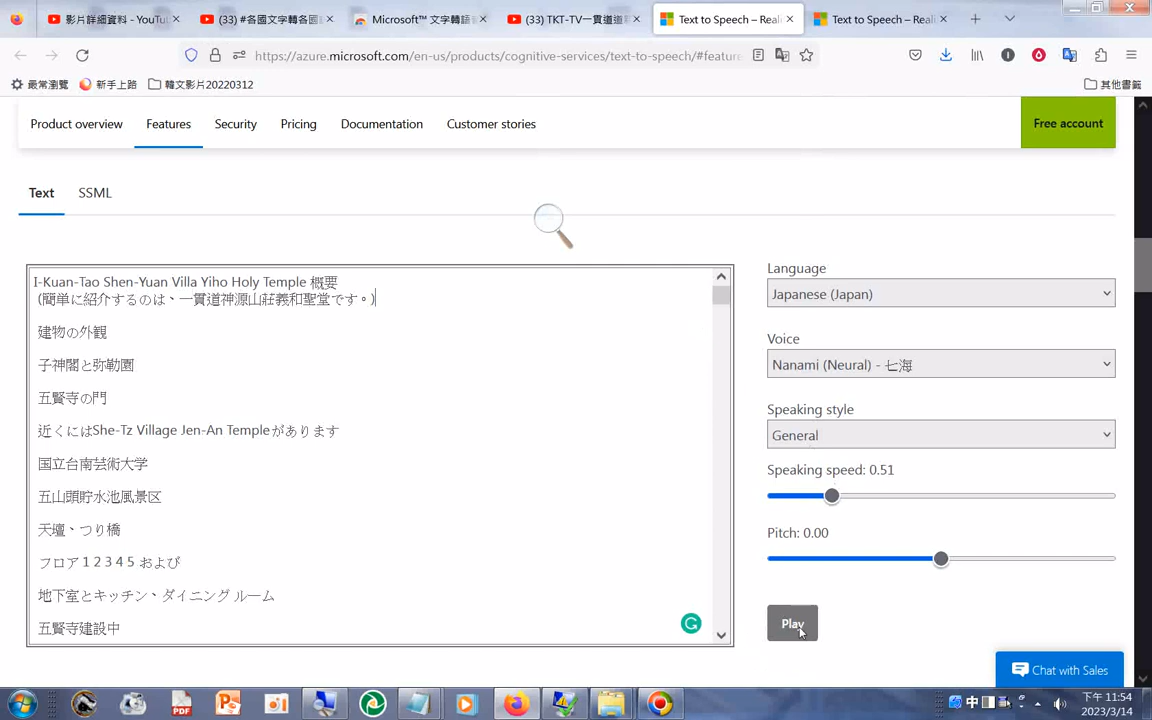 影片詳細資料 - YouTu
(33) #各國文字轉各國
Microsoft™ 文字轉語音
(33) TKT-TV一貫道道
Text to Speech – Real
Text to Speech – Real
https://azure.microsoft.com/en-us/products/cognitive-services/text-to-speech/#feature
最常瀏覽 新手上路 韓文影片20220312 其他書籤
Product overview Features Security Pricing Documentation Customer stories Free account
Text SSML
I-Kuan-Tao Shen-Yuan Villa Yiho Holy Temple 概要
(簡単に紹介するのは、一貫道神源山莊義和聖堂です。)
建物の外観
子神閣と弥勒園
五賢寺の門
近くにはShe-Tz Village Jen-An Templeがあります
国立台南芸術大学
五山頭貯水池風景区
天壇、つり橋
フロア 1 2 3 4 5 および
地下室とキッチン、ダイニング ルーム
五賢寺建設中
Language
Japanese (Japan)
Voice
Nanami (Neural) - 七海
Speaking style
General
Speaking speed: 0.51
Pitch: 0.00
Play
Chat with Sales
中
下午 11:54
2023/3/14